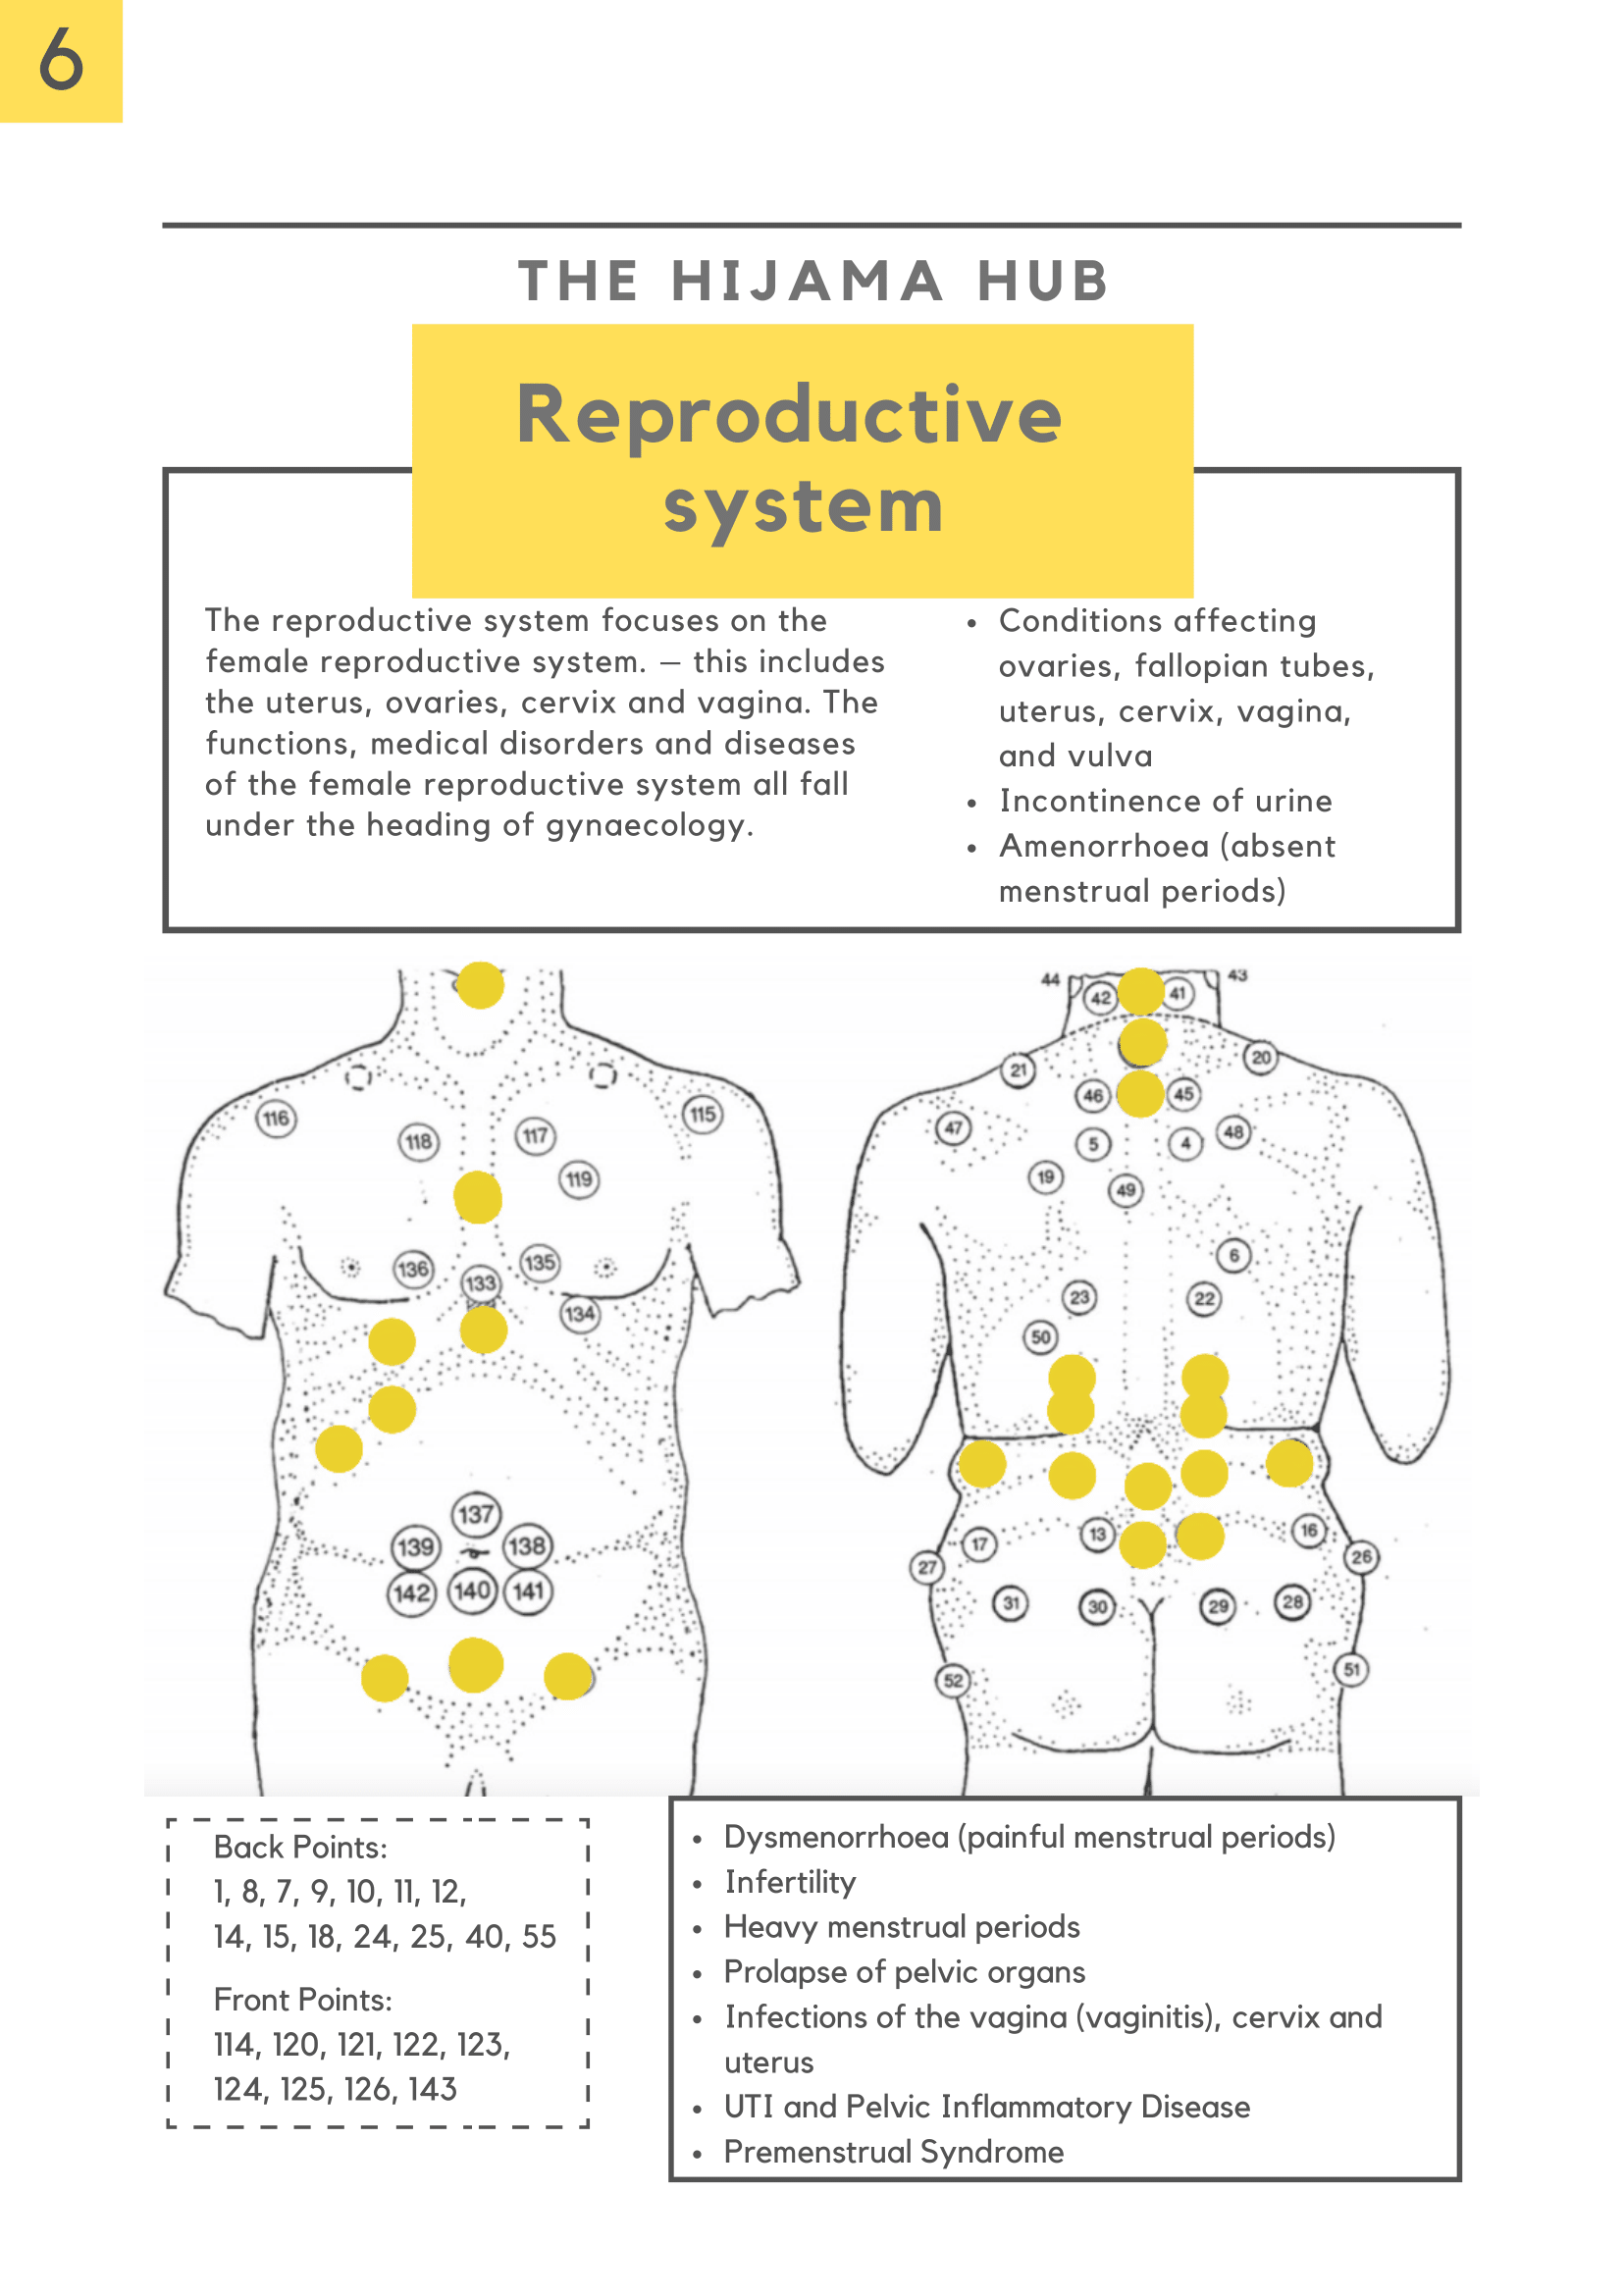 6
THE HIJAMA HUB
Reproductive
system
The reproductive system focuses on the
female reproductive system. – this includes
the uterus, ovaries, cervix and vagina. The
functions, medical disorders and diseases
of the female reproductive system all fall
under the heading of gynaecology.
• Conditions affecting
ovaries, fallopian tubes,
uterus, cervix, vagina,
and vulva
• Incontinence of urine
• Amenorrhoea (absent
menstrual periods)
116
118
117
115
119
136
133
135
134
137
139
138
142
140
141
44
42
41
43
21
20
46
45
47
5
4
48
19
49
6
23
22
50
17
13
16
27
26
31
30
29
28
52
51
Back Points:
1, 8, 7, 9, 10, 11, 12,
14, 15, 18, 24, 25, 40, 55
Front Points:
114, 120, 121, 122, 123,
124, 125, 126, 143
• Dysmenorrhoea (painful menstrual periods)
• Infertility
• Heavy menstrual periods
• Prolapse of pelvic organs
• Infections of the vagina (vaginitis), cervix and
uterus
• UTI and Pelvic Inflammatory Disease
• Premenstrual Syndrome